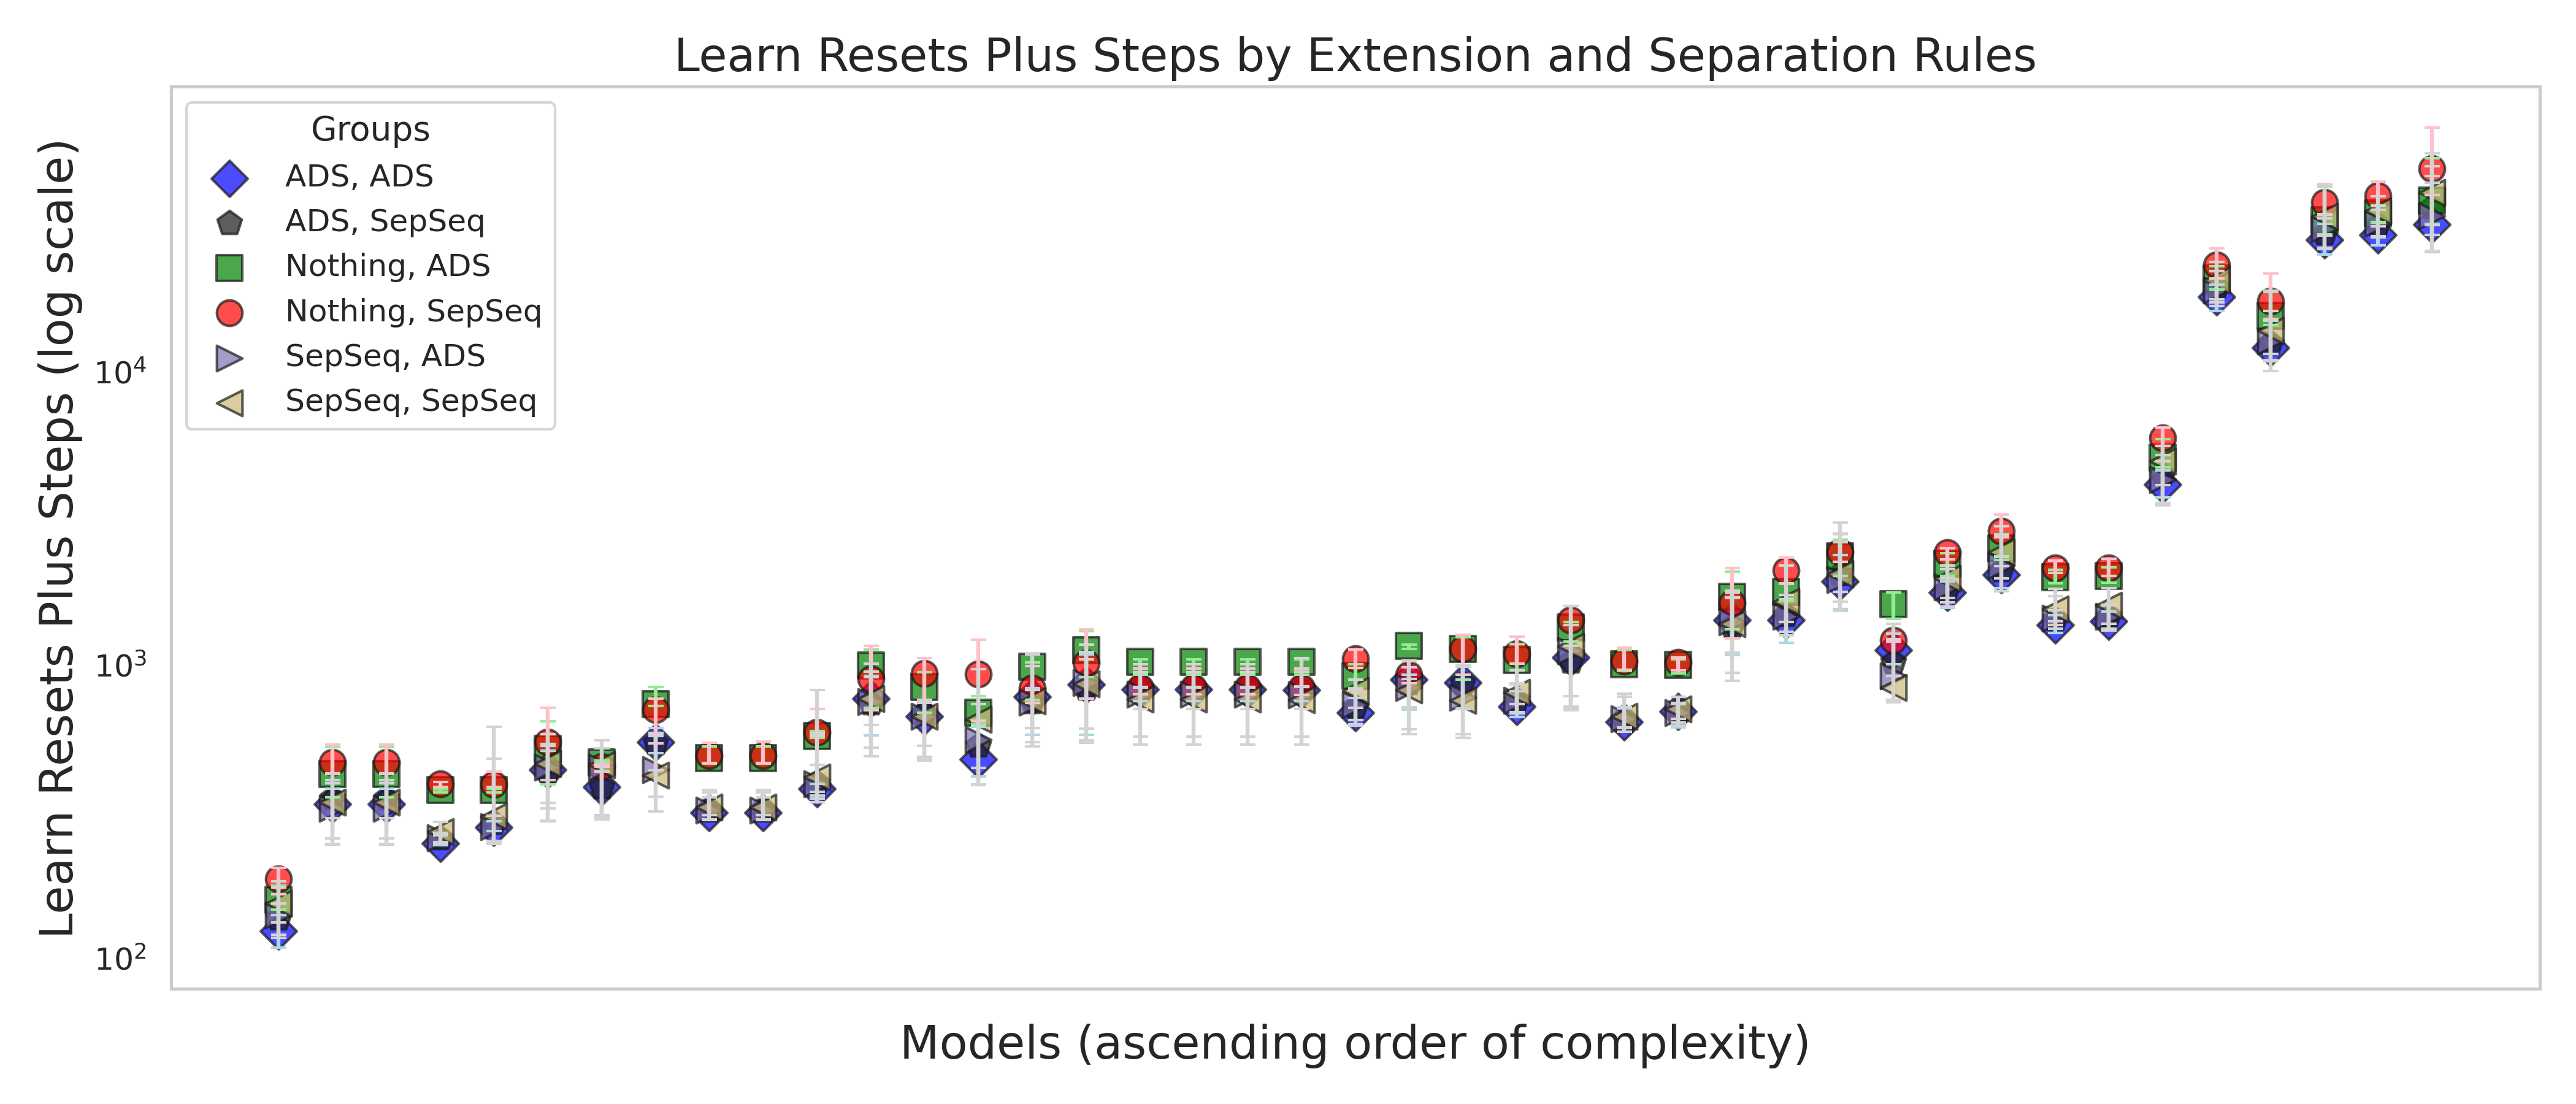 Learn Resets Plus Steps by Extension and Separation Rules
Learn Resets Plus Steps (log scale)
Groups
ADS, ADS
ADS, SepSeq
Nothing, ADS
Nothing, SepSeq
SepSeq, ADS
SepSeq, SepSeq
10⁴
10³
10²
Models (ascending order of complexity)